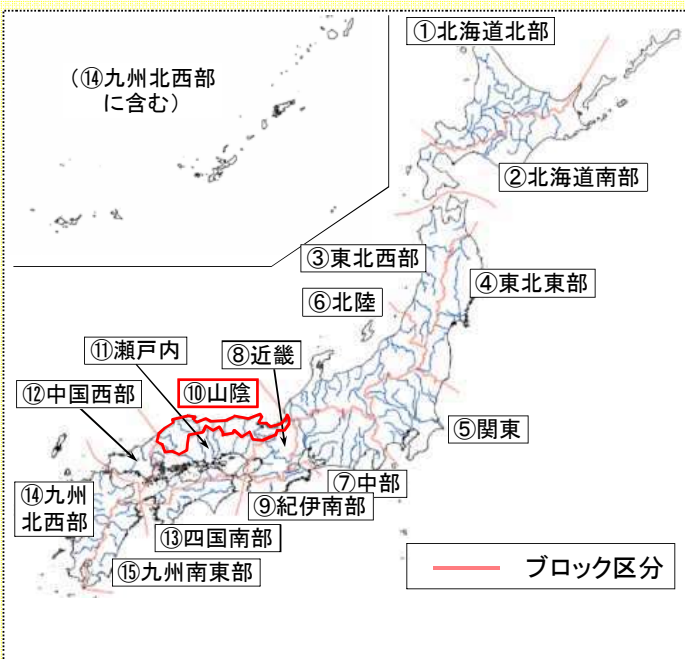 ①北海道北部
(⑭九州北西部
に含む)
②北海道南部
③東北西部
④東北東部
⑥北陸
⑪瀬戸内
⑧近畿
⑩山陰
⑫中国西部
⑤関東
⑦中部
⑭九州
北西部
⑨紀伊南部
⑬四国南部
⑮九州南東部
ブロック区分